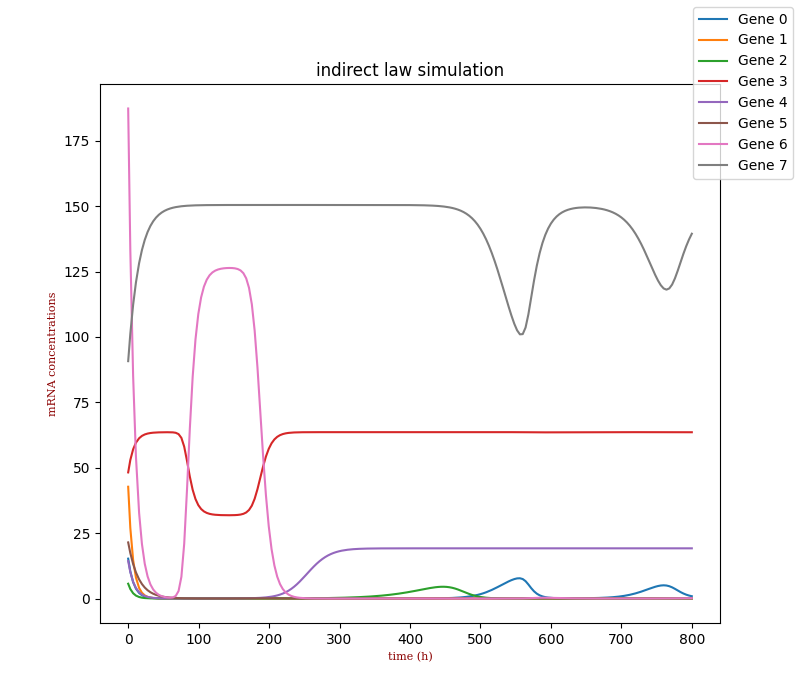 indirect law simulation
Gene 0
Gene 1
Gene 2
Gene 3
Gene 4
Gene 5
Gene 6
Gene 7
mRNA concentrations
175
150
125
100
75
50
25
0
0 100 200 300 400 500 600 700 800
time (h)